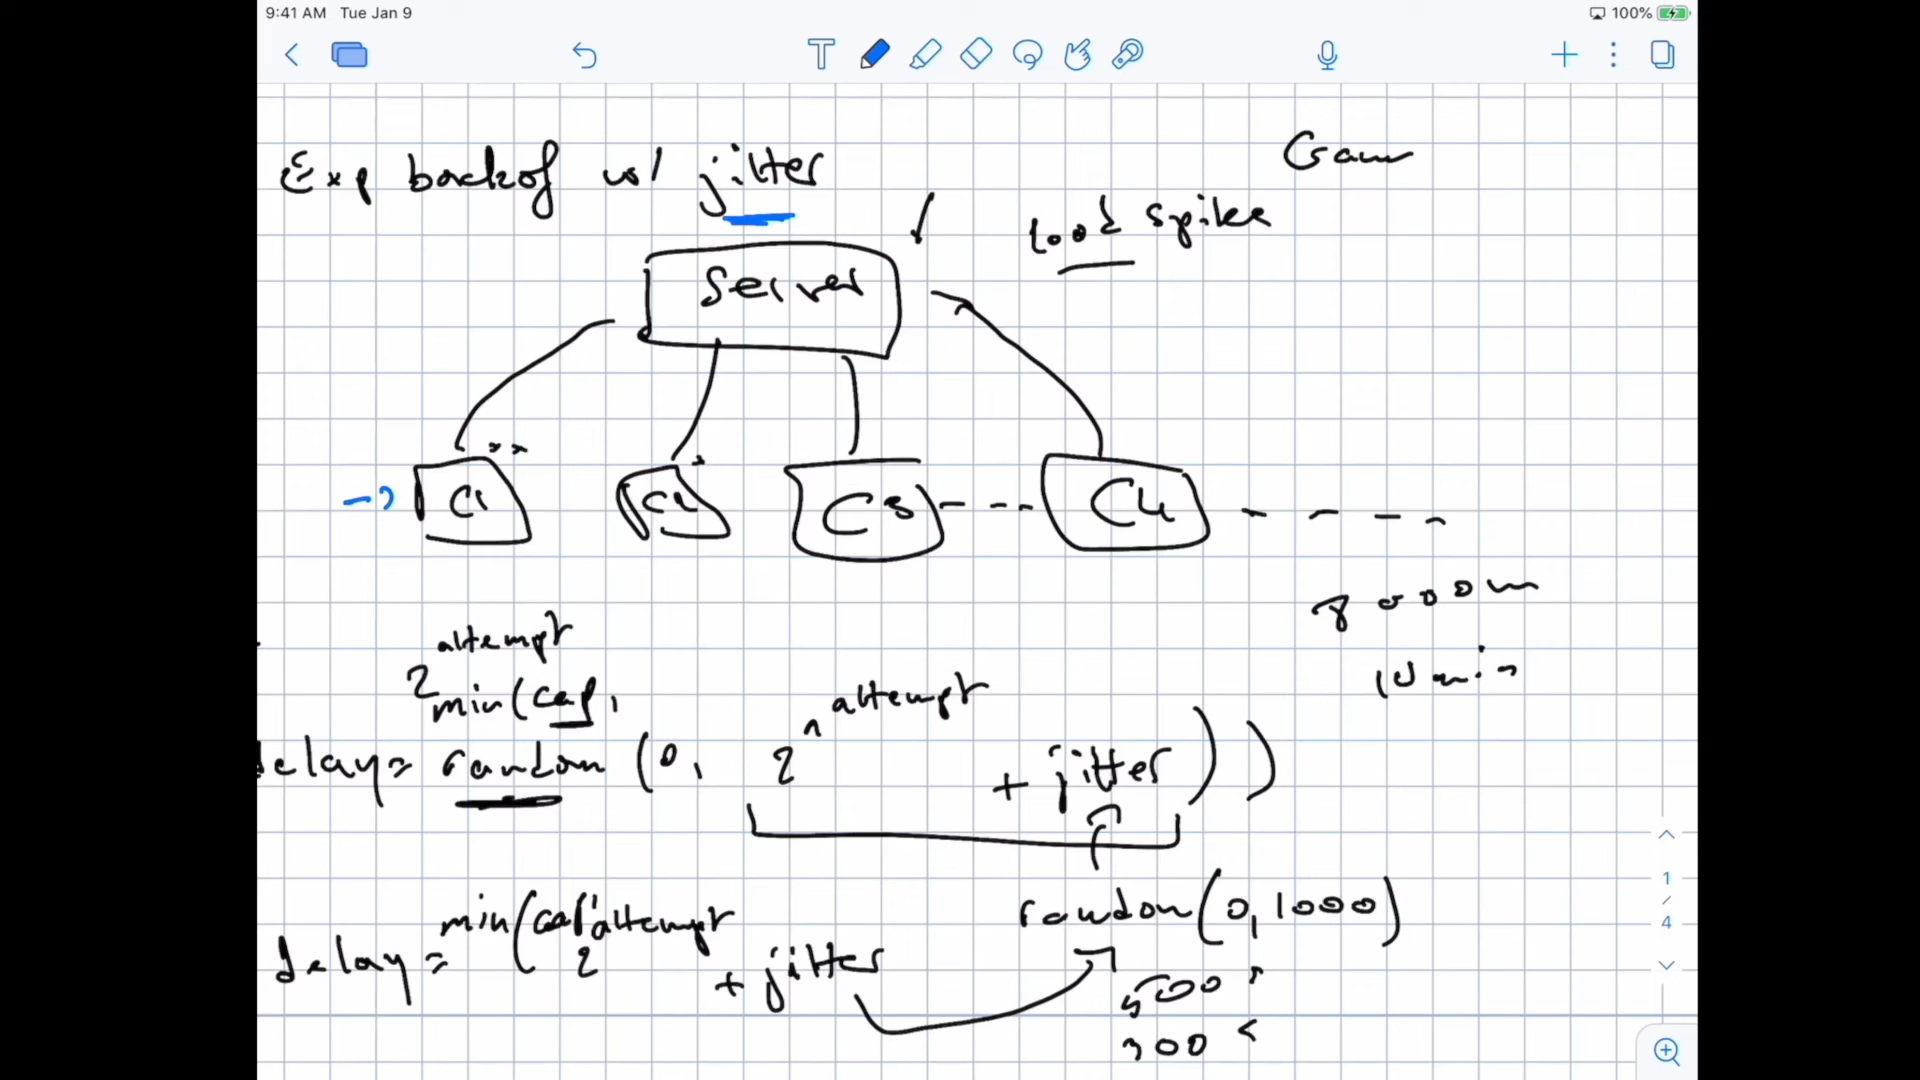 9:41 AM Tue Jan 9
100%
Exp backof w/ jitter
load spike
Server
C1
C2
C3
C4
10 min
attempt
2
min(cap,
delay = random (0, 2^attempt + jitter))
random(0,1000)
delay = min(cap, 2^attempt + jitter
500
300
1
4